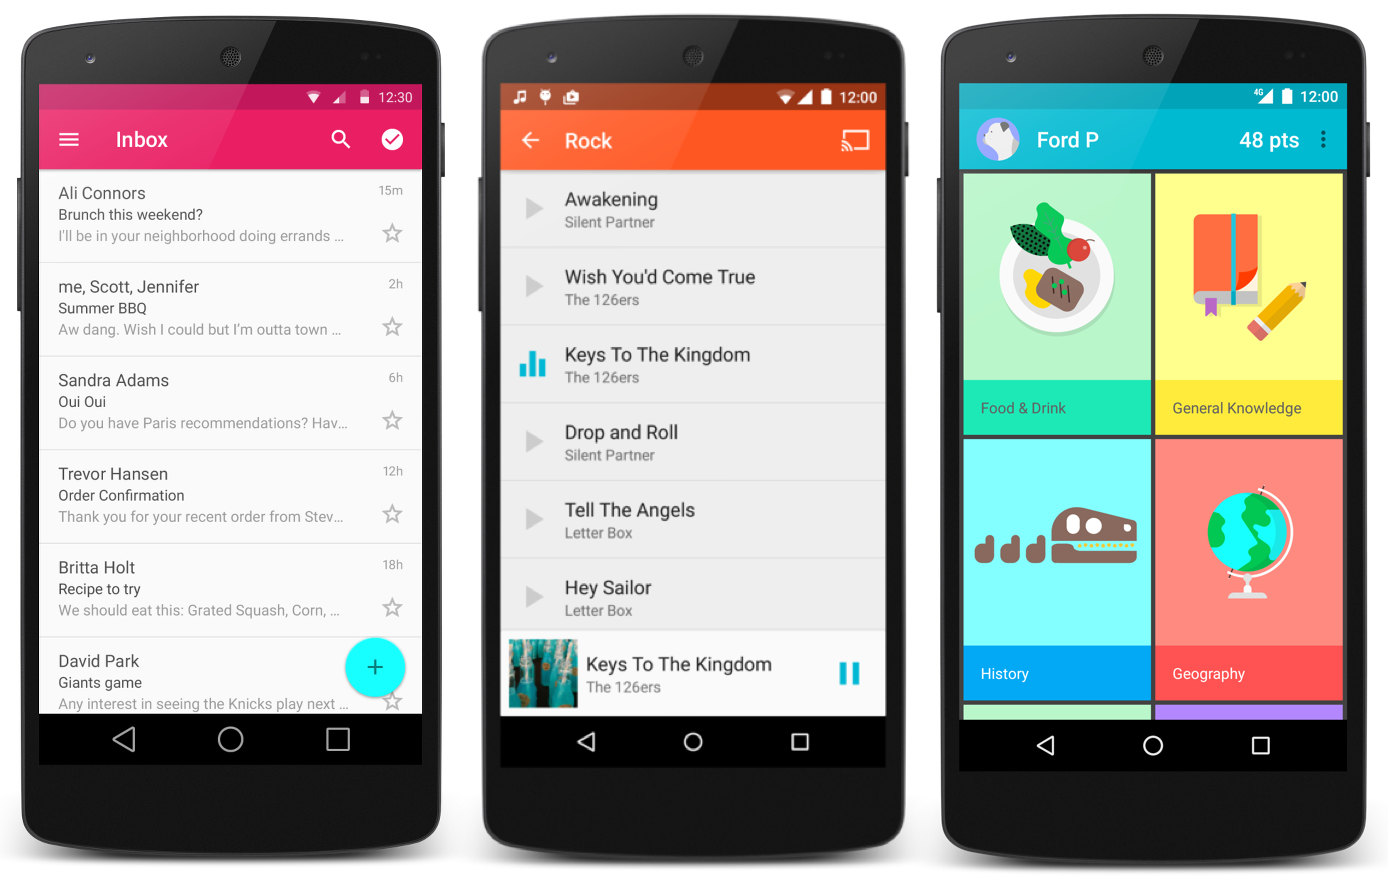 12:30
Inbox
Ali Connors 15m
Brunch this weekend?
I'll be in your neighborhood doing errands ...
me, Scott, Jennifer 2h
Summer BBQ
Aw dang. Wish I could but I'm outta town ...
Sandra Adams 6h
Oui Oui
Do you have Paris recommendations? Hav...
Trevor Hansen 12h
Order Confirmation
Thank you for your recent order from Stev...
Britta Holt 18h
Recipe to try
We should eat this: Grated Squash, Corn, ...
David Park
Giants game
Any interest in seeing the Knicks play next ...
12:00
Rock
Awakening
Silent Partner
Wish You'd Come True
The 126ers
Keys To The Kingdom
The 126ers
Drop and Roll
Silent Partner
Tell The Angels
Letter Box
Hey Sailor
Letter Box
Keys To The Kingdom
The 126ers
4G 12:00
Ford P 48 pts
Food & Drink
General Knowledge
History
Geography